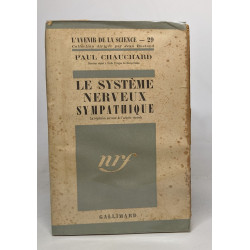 L'AVENIR DE LA SCIENCE — 29
Collection dirigée par Jean Rostand
PAUL CHAUCHARD
LE SYSTÈME
NERVEUX
SYMPATHIQUE
nrf
GALLIMARD